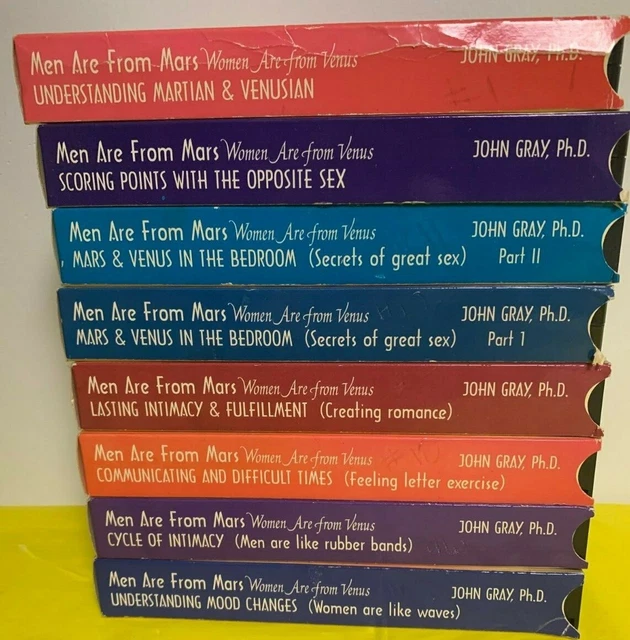 Men Are From Mars Women Are from Venus JOHN GRAY, Ph.D.
UNDERSTANDING MARTIAN & VENUSIAN
Men Are From Mars Women Are from Venus JOHN GRAY, Ph.D.
SCORING POINTS WITH THE OPPOSITE SEX
Men Are From Mars Women Are from Venus JOHN GRAY, Ph.D.
MARS & VENUS IN THE BEDROOM (Secrets of great sex) Part II
Men Are From Mars Women Are from Venus JOHN GRAY, Ph.D.
MARS & VENUS IN THE BEDROOM (Secrets of great sex) Part 1
Men Are From Mars Women Are from Venus JOHN GRAY, Ph.D.
LASTING INTIMACY & FULFILLMENT (Creating romance)
Men Are From Mars Women Are from Venus JOHN GRAY, Ph.D.
COMMUNICATING AND DIFFICULT TIMES (Feeling letter exercise)
Men Are From Mars Women Are from Venus JOHN GRAY, Ph.D.
CYCLE OF INTIMACY (Men are like rubber bands)
Men Are From Mars Women Are from Venus JOHN GRAY, Ph.D.
UNDERSTANDING MOOD CHANGES (Women are like waves)